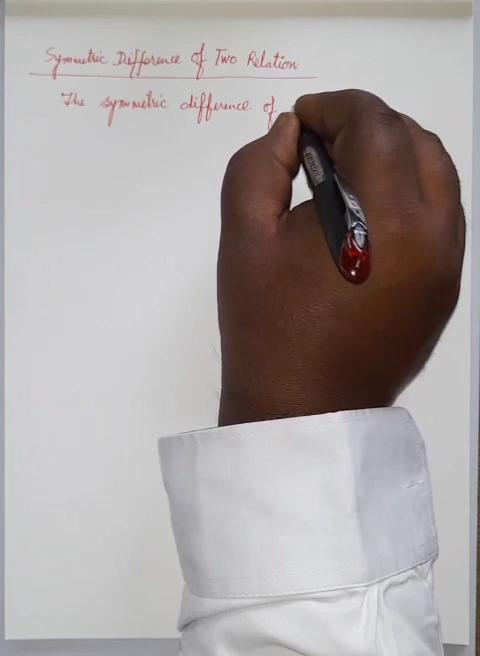 Symmetric Difference of Two Relation
The symmetric difference of